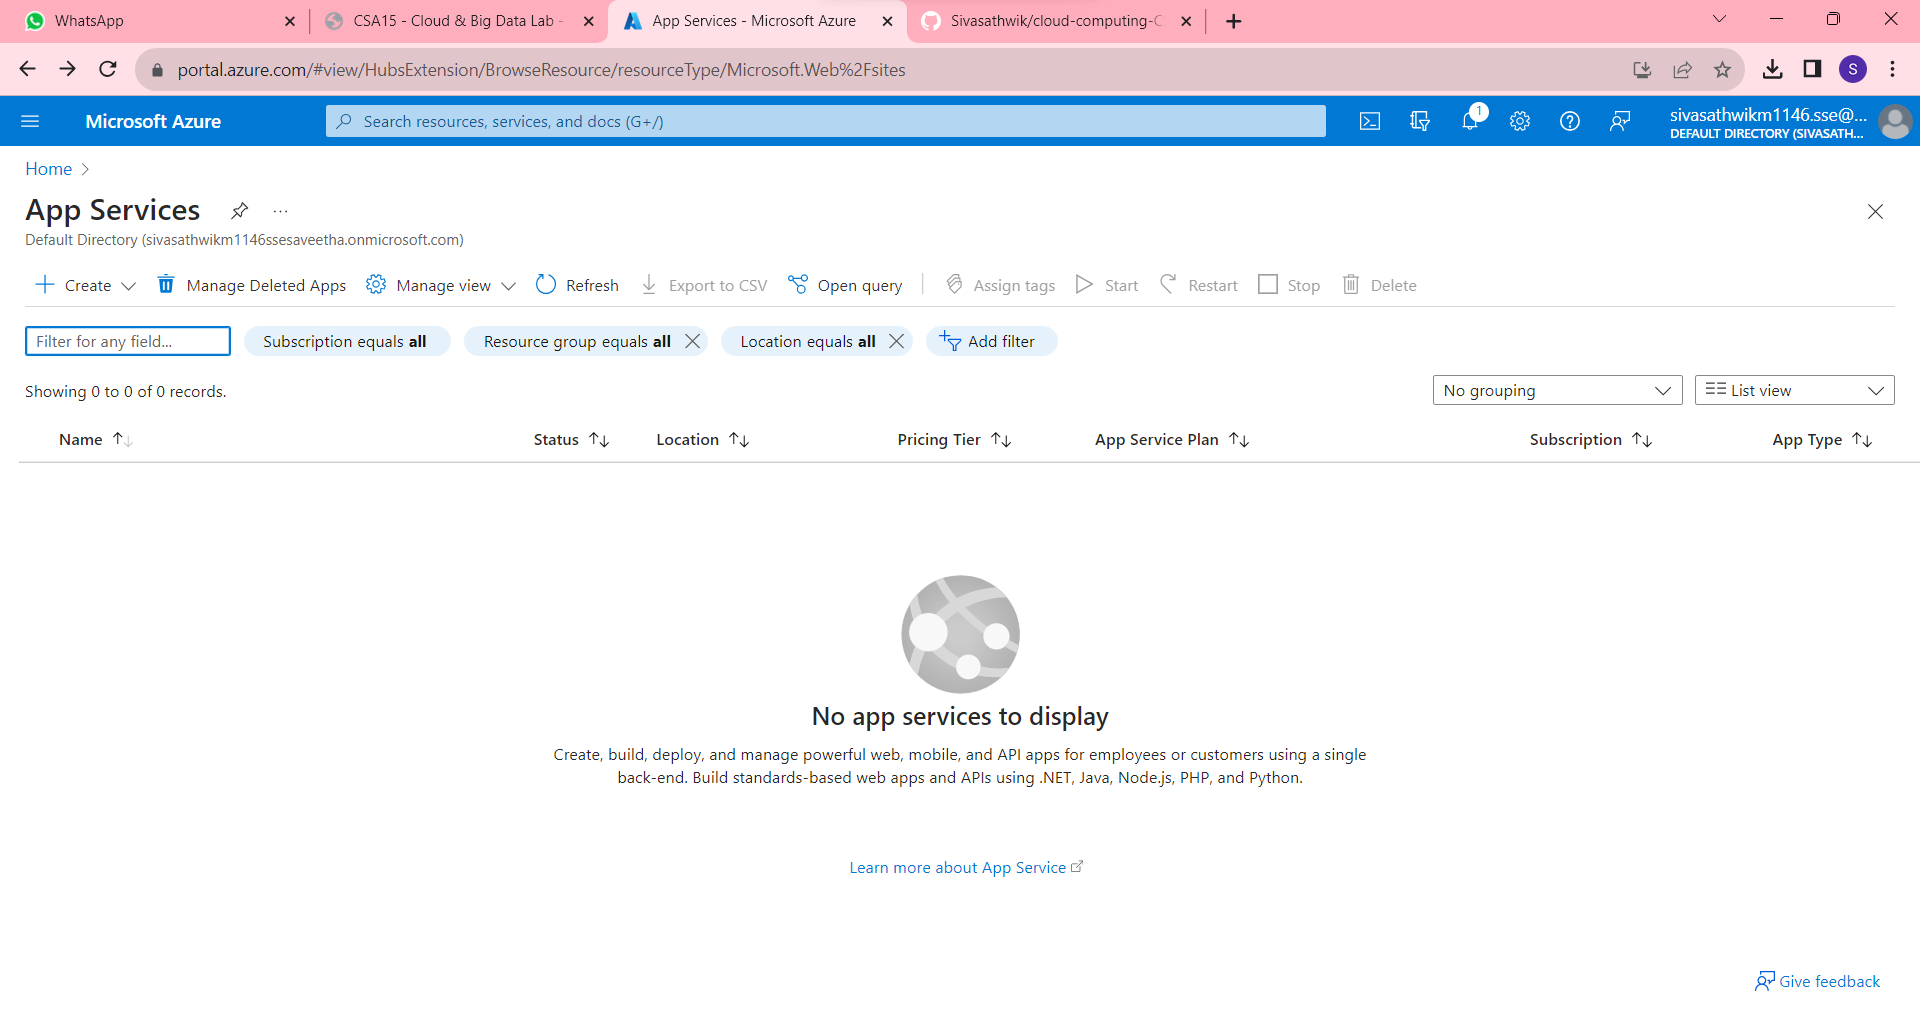 WhatsApp
CSA15 - Cloud & Big Data Lab -
App Services - Microsoft Azure
Sivasathwik/cloud-computing-C
portal.azure.com/#view/HubsExtension/BrowseResource/resourceType/Microsoft.Web%2Fsites
S
Microsoft Azure
Search resources, services, and docs (G+/)
1
sivasathwikm1146.sse@...
DEFAULT DIRECTORY (SIVASATH...
Home
App Services
...
Default Directory (sivasathwikm1146ssesaveetha.onmicrosoft.com)
Create
Manage Deleted Apps
Manage view
Refresh
Export to CSV
Open query
Assign tags
Start
Restart
Stop
Delete
Filter for any field...
Subscription equals all
Resource group equals all
Location equals all
Add filter
Showing 0 to 0 of 0 records.
No grouping
List view
Name
Status
Location
Pricing Tier
App Service Plan
Subscription
App Type
No app services to display
Create, build, deploy, and manage powerful web, mobile, and API apps for employees or customers using a single
back-end. Build standards-based web apps and APIs using .NET, Java, Node.js, PHP, and Python.
Learn more about App Service
Give feedback